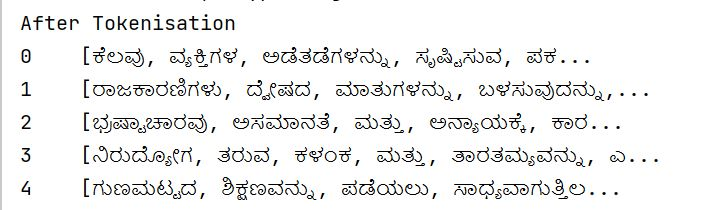 After Tokenisation
0 [ಕೆಲವು, ವ್ಯಕ್ತಿಗಳ, ಅಡೆತಡೆಗಳನ್ನು, ಸೃಷ್ಟಿಸುವ, ಪಕ...
1 [ರಾಜಕಾರಣಿಗಳು, ದ್ವೇಷದ, ಮಾತುಗಳನ್ನು, ಬಳಸುವುದನ್ನು,...
2 [ಭ್ರಷ್ಟಾಚಾರವು, ಅಸಮಾನತೆ, ಮತ್ತು, ಅನ್ಯಾಯಕ್ಕೆ, ಕಾರ...
3 [ನಿರುದ್ಯೋಗ, ತರುವ, ಕಳಂಕ, ಮತ್ತು, ತಾರತಮ್ಯವನ್ನು, ಎ...
4 [ಗುಣಮಟ್ಟದ, ಶಿಕ್ಷಣವನ್ನು, ಪಡೆಯಲು, ಸಾಧ್ಯವಾಗುತ್ತಿಲ...